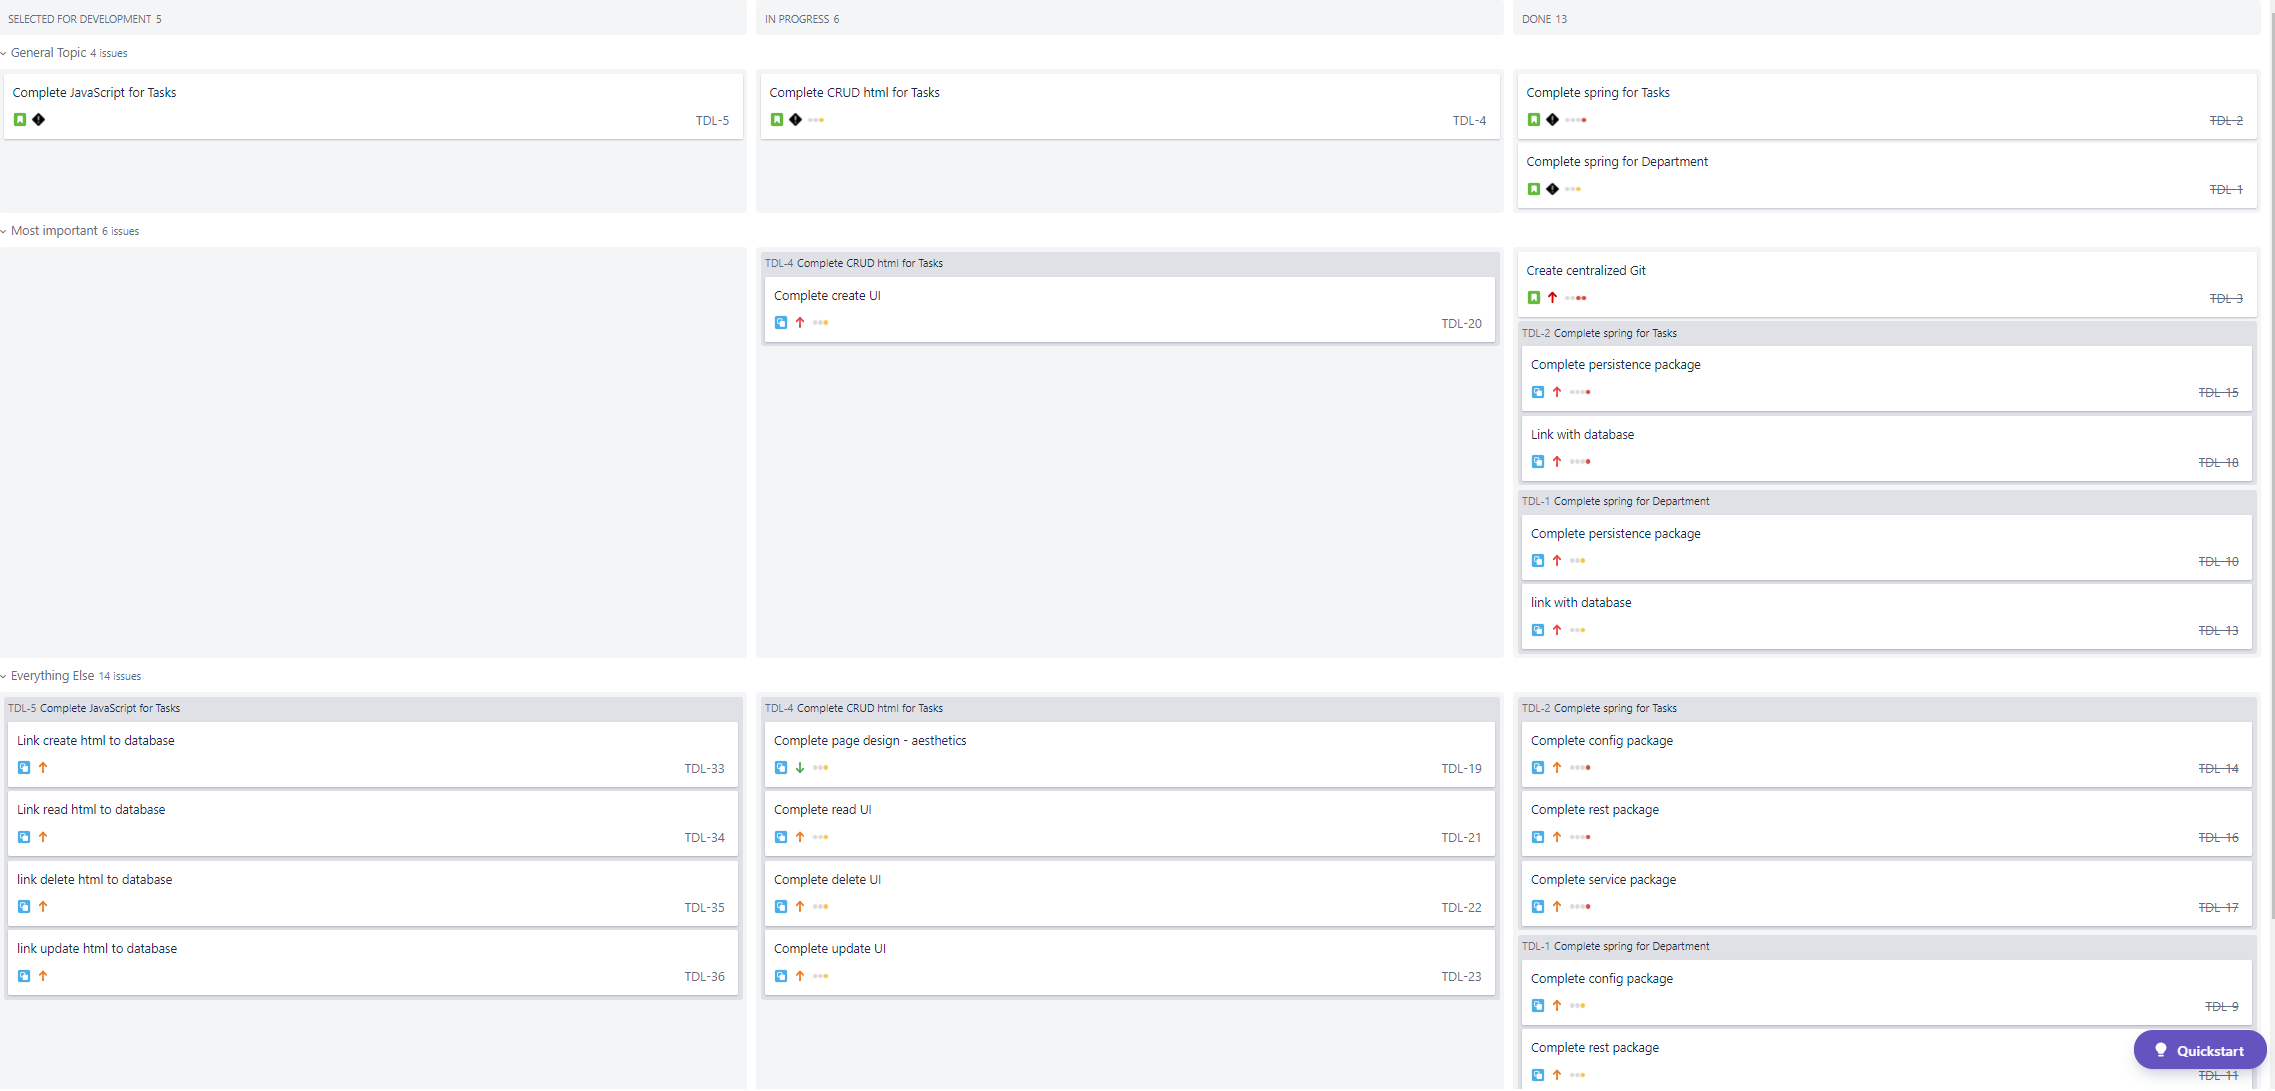 SELECTED FOR DEVELOPMENT 5
IN PROGRESS 6
DONE 13
General Topic 4 issues
Complete JavaScript for Tasks
TDL-5
Complete CRUD html for Tasks
TDL-4
Complete spring for Tasks
TDL-2
Complete spring for Department
TDL-1
Most important 6 issues
TDL-4 Complete CRUD html for Tasks
Complete create UI
TDL-20
Create centralized Git
TDL-3
TDL-2 Complete spring for Tasks
Complete persistence package
TDL-15
Link with database
TDL-18
TDL-1 Complete spring for Department
Complete persistence package
TDL-10
link with database
TDL-13
Everything Else 14 issues
TDL-5 Complete JavaScript for Tasks
Link create html to database
TDL-33
Link read html to database
TDL-34
link delete html to database
TDL-35
link update html to database
TDL-36
TDL-4 Complete CRUD html for Tasks
Complete page design - aesthetics
TDL-19
Complete read UI
TDL-21
Complete delete UI
TDL-22
Complete update UI
TDL-23
TDL-2 Complete spring for Tasks
Complete config package
TDL-14
Complete rest package
TDL-16
Complete service package
TDL-17
TDL-1 Complete spring for Department
Complete config package
TDL-9
Complete rest package
TDL-11
Quickstart